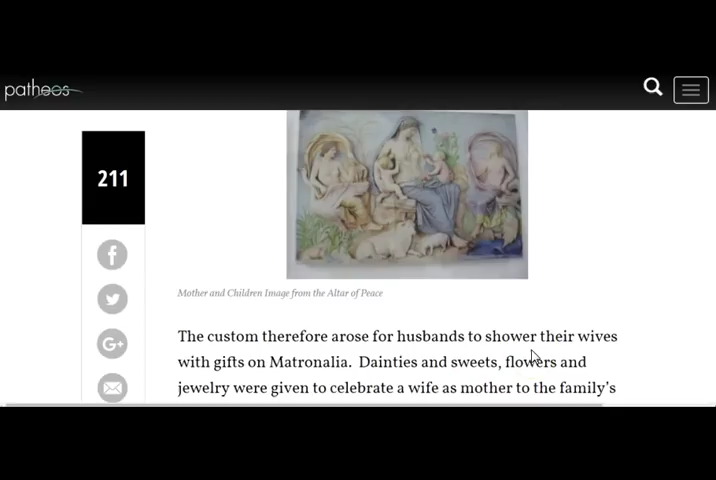 patheos
211
Mother and Children Image from the Altar of Peace
The custom therefore arose for husbands to shower their wives
with gifts on Matronalia. Dainties and sweets, flowers and
jewelry were given to celebrate a wife as mother to the family's